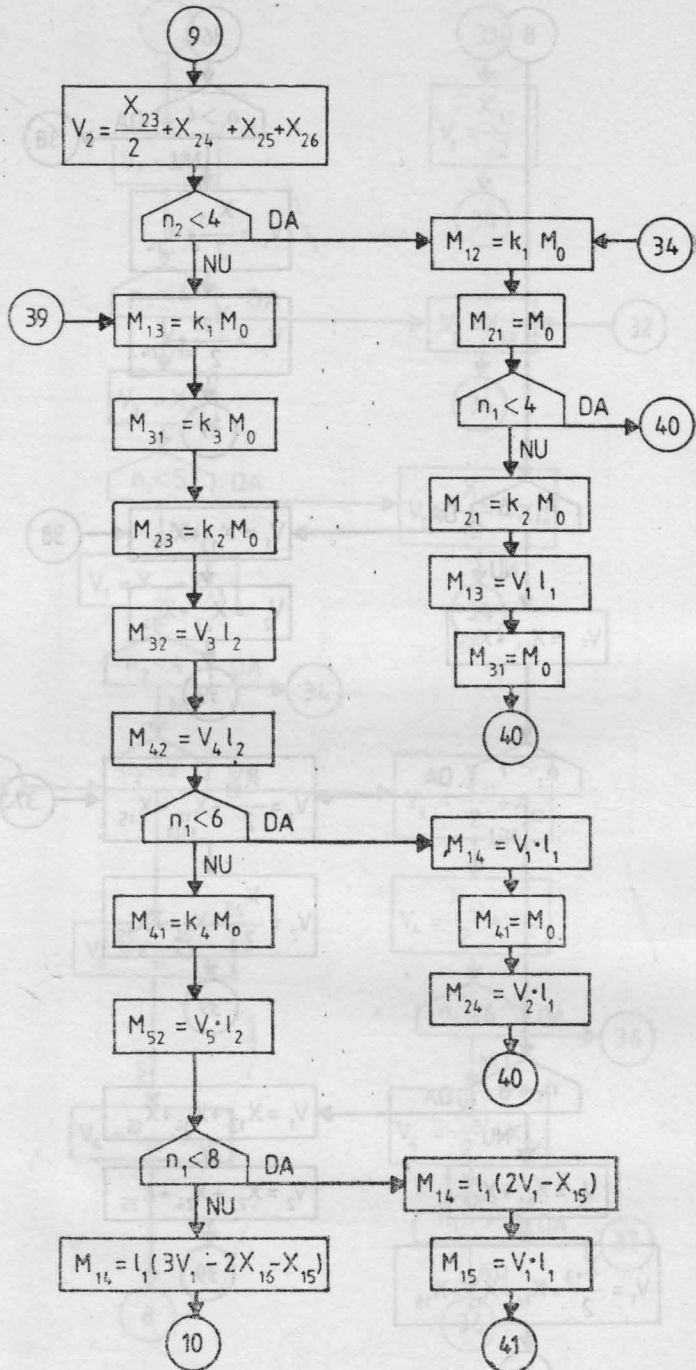 9
V₂ = X₂₃/2 + X₂₄ + X₂₅ + X₂₆
n₂ < 4 DA
NU
M₁₂ = k₁ M₀
34
39
M₁₃ = k₁ M₀
M₂₁ = M₀
M₃₁ = k₃ M₀
n₁ < 4 DA
40
NU
M₂₃ = k₂ M₀
M₂₁ = k₂ M₀
M₁₃ = V₁ l₁
M₃₂ = V₃ l₂
M₃₁ = M₀
40
M₄₂ = V₄ l₂
n₁ < 6 DA
NU
M₁₄ = V₁ · l₁
M₄₁ = k₄ M₀
M₄₁ = M₀
M₅₂ = V₅ · l₂
M₂₄ = V₂ · l₁
40
n₁ < 8 DA
NU
M₁₄ = l₁ (2V₁ - X₁₅)
M₁₄ = l₁ (3V₁ - 2X₁₆ - X₁₅)
M₁₅ = V₁ · l₁
10
41